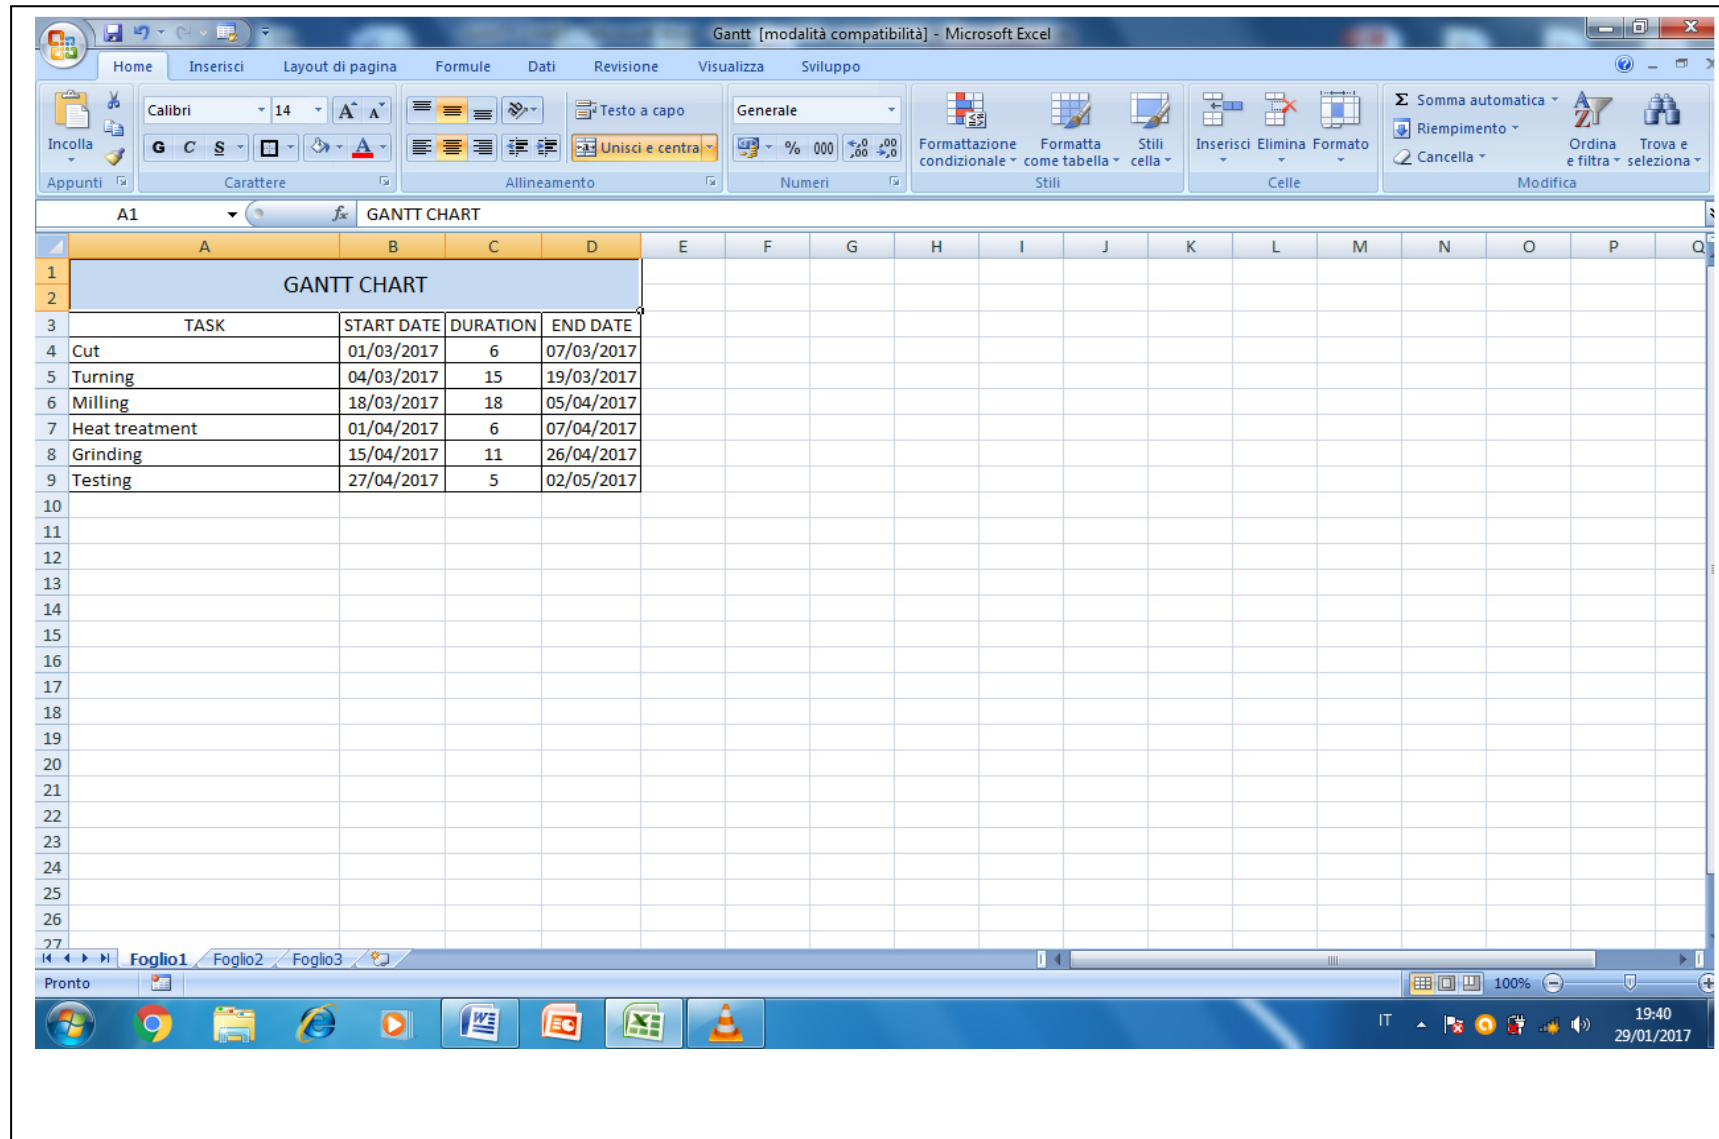 Gantt [modalità compatibilità] - Microsoft Excel
Home Inserisci Layout di pagina Formule Dati Revisione Visualizza Sviluppo
Incolla
Appunti
Calibri 14
G C S
Carattere
Testo a capo
Unisci e centra
Allineamento
Generale
% 000 ,00 ,0
Numeri
Formattazione condizionale
Formatta come tabella
Stili cella
Stili
Inserisci Elimina Formato
Celle
Σ Somma automatica
Riempimento
Cancella
Ordina e filtra
Trova e seleziona
Modifica
A1 fx GANTT CHART
A B C D E F G H I J K L M N O P Q
1 GANTT CHART
2
3 TASK START DATE DURATION END DATE
4 Cut 01/03/2017 6 07/03/2017
5 Turning 04/03/2017 15 19/03/2017
6 Milling 18/03/2017 18 05/04/2017
7 Heat treatment 01/04/2017 6 07/04/2017
8 Grinding 15/04/2017 11 26/04/2017
9 Testing 27/04/2017 5 02/05/2017
10
11
12
13
14
15
16
17
18
19
20
21
22
23
24
25
26
27
Foglio1 Foglio2 Foglio3
Pronto 100%
IT 19:40
29/01/2017